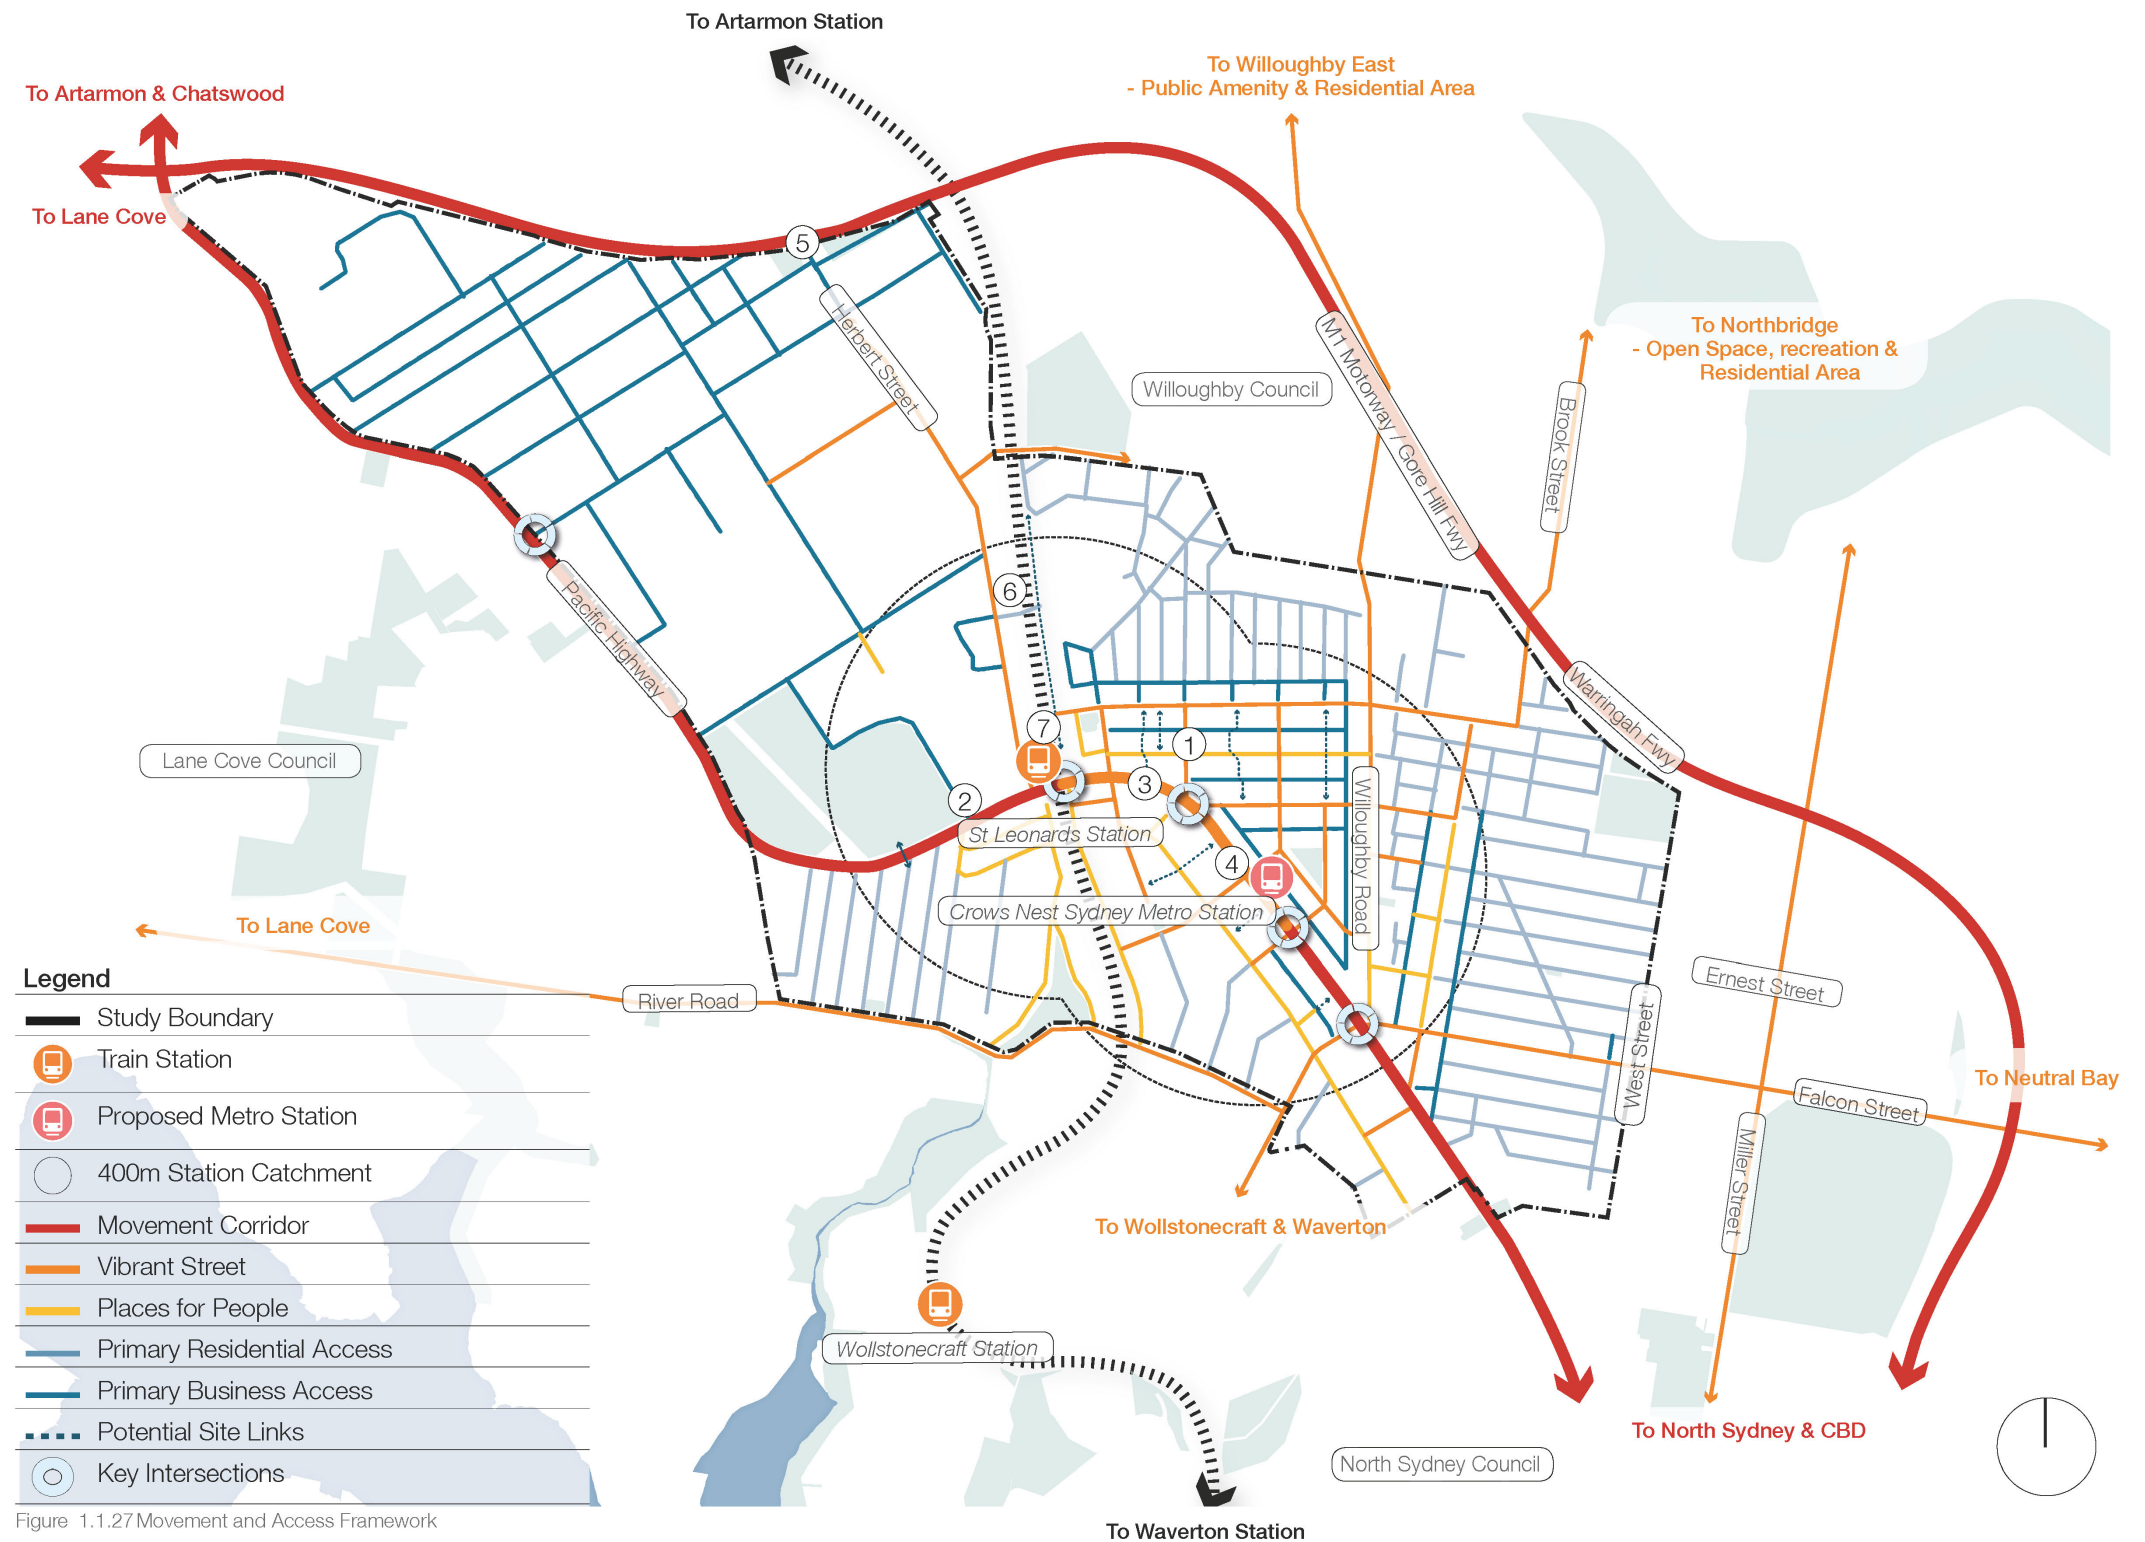 To Artarmon Station
To Willoughby East
- Public Amenity & Residential Area
To Artarmon & Chatswood
To Lane Cove
5
Herbert Street
M1 Motorway / Gore Hill Fwy
To Northbridge
- Open Space, recreation &
Residential Area
Willoughby Council
Brook Street
Pacific Highway
6
7
1
3
2
4
Warringah Fwy
Lane Cove Council
St Leonards Station
Willoughby Road
Crows Nest Sydney Metro Station
To Lane Cove
River Road
Ernest Street
West Street
To Neutral Bay
Falcon Street
Miller Street
To Wollstonecraft & Waverton
Wollstonecraft Station
To North Sydney & CBD
North Sydney Council
To Waverton Station
Legend
Study Boundary
Train Station
Proposed Metro Station
400m Station Catchment
Movement Corridor
Vibrant Street
Places for People
Primary Residential Access
Primary Business Access
Potential Site Links
Key Intersections
Figure 1.1.27 Movement and Access Framework